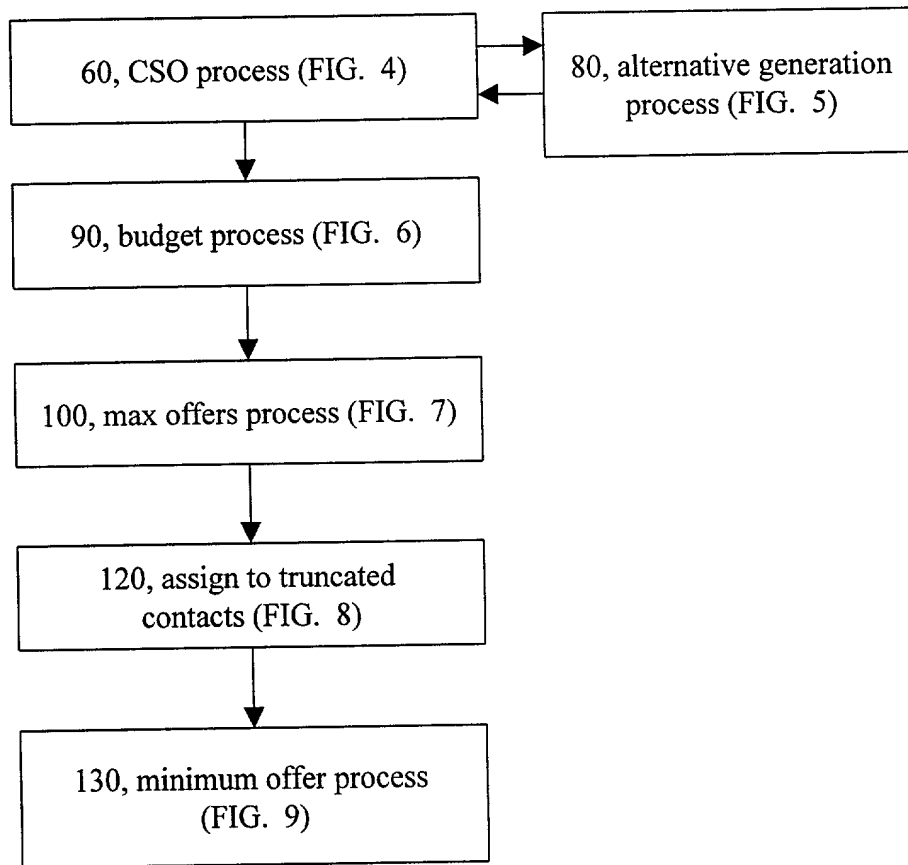 60, CSO process (FIG. 4)
80, alternative generation
process (FIG. 5)
90, budget process (FIG. 6)
100, max offers process (FIG. 7)
120, assign to truncated
contacts (FIG. 8)
130, minimum offer process
(FIG. 9)